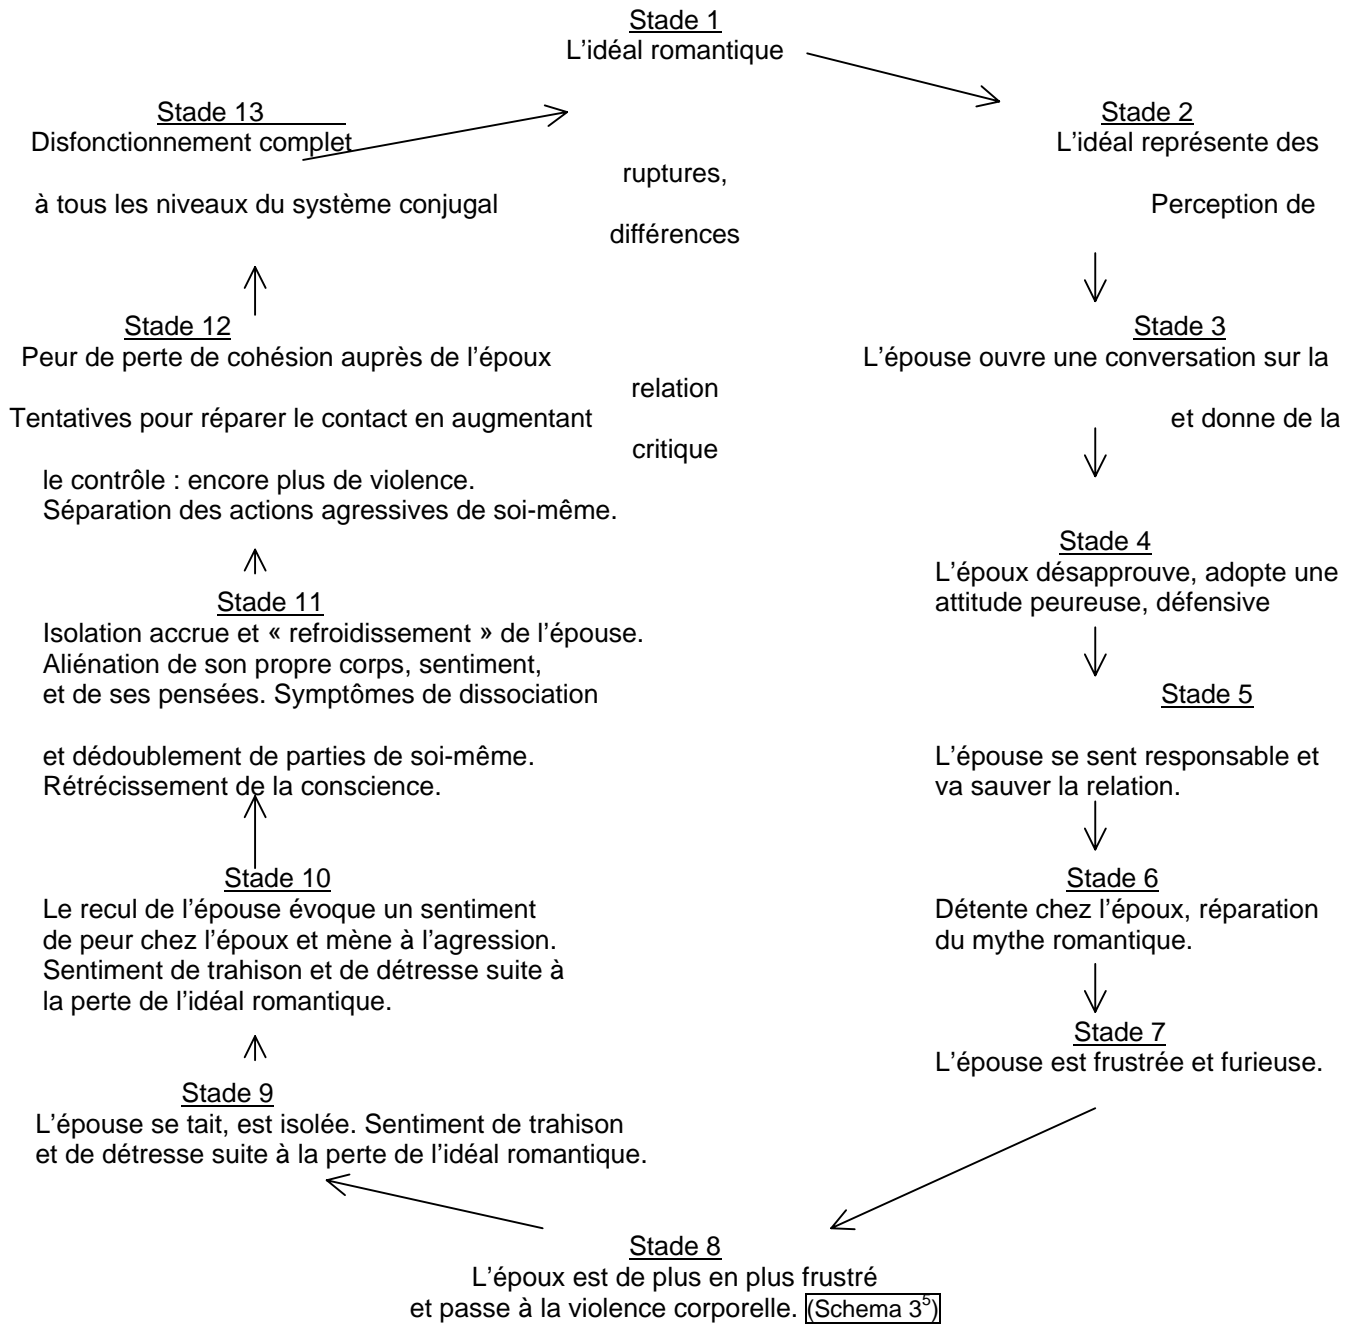 Stade 1
L'idéal romantique
Stade 13
Stade 2
Disfonctionnement complet
L'idéal représente des
ruptures,
à tous les niveaux du système conjugal
Perception de
différences
Stade 12
Stade 3
Peur de perte de cohésion auprès de l'époux
L'épouse ouvre une conversation sur la
relation
Tentatives pour réparer le contact en augmentant
et donne de la
critique
le contrôle : encore plus de violence.
Séparation des actions agressives de soi-même.
Stade 4
L'époux désapprouve, adopte une
attitude peureuse, défensive
Stade 11
Isolation accrue et « refroidissement » de l'épouse.
Aliénation de son propre corps, sentiment,
et de ses pensées. Symptômes de dissociation
Stade 5
et dédoublement de parties de soi-même.
Rétrécissement de la conscience.
L'épouse se sent responsable et
va sauver la relation.
Stade 10
Le recul de l'épouse évoque un sentiment
de peur chez l'époux et mène à l'agression.
Sentiment de trahison et de détresse suite à
la perte de l'idéal romantique.
Stade 6
Détente chez l'époux, réparation
du mythe romantique.
Stade 7
L'épouse est frustrée et furieuse.
Stade 9
L'épouse se tait, est isolée. Sentiment de trahison
et de détresse suite à la perte de l'idéal romantique.
Stade 8
L'époux est de plus en plus frustré
et passe à la violence corporelle. (Schema 3⁵)